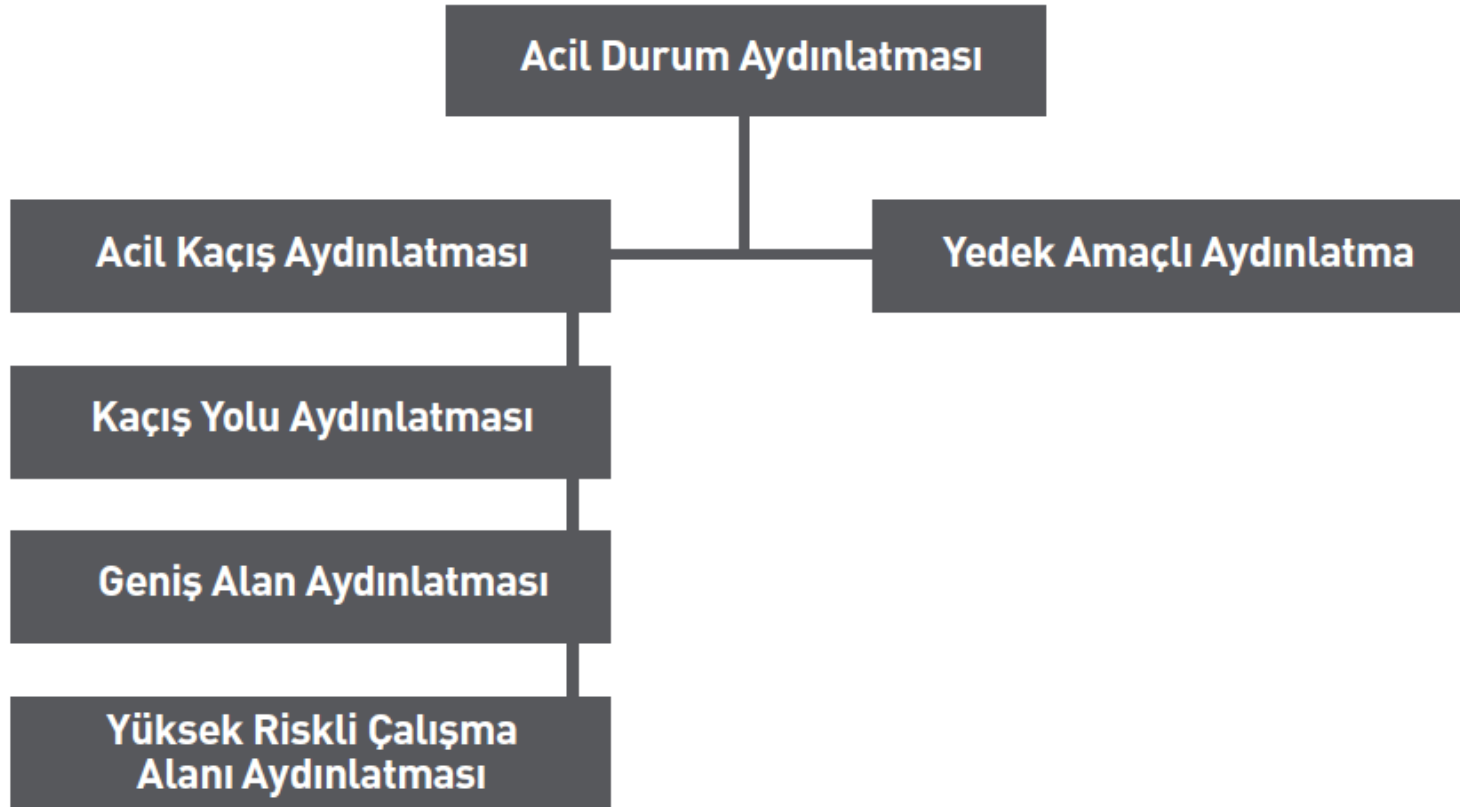 Acil Durum Aydınlatması
Acil Kaçış Aydınlatması
Yedek Amaçlı Aydınlatma
Kaçış Yolu Aydınlatması
Geniş Alan Aydınlatması
Yüksek Riskli Çalışma
Alanı Aydınlatması